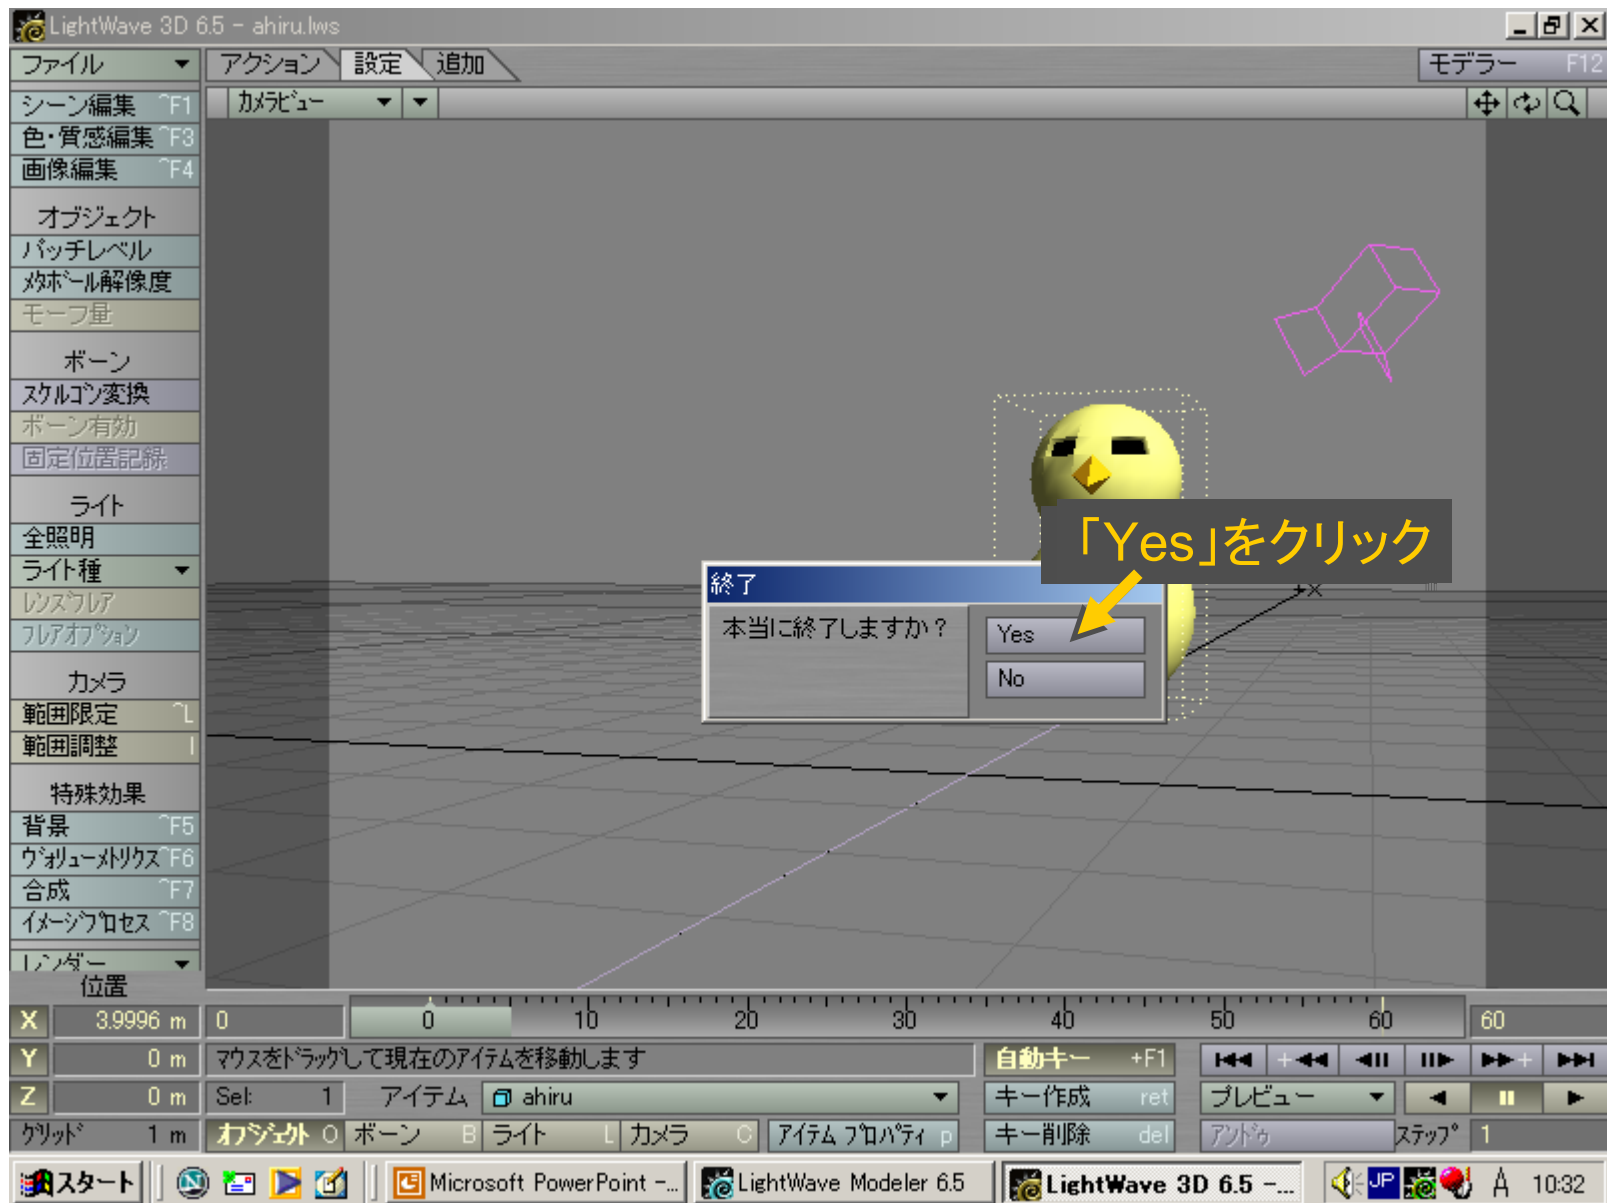 LightWave 3D 6.5 - ahiru.lws
ファイル
アクション 設定 追加
モデラー F12
シーン編集 ^F1
カメラビュー
色・質感編集 ^F3
画像編集 ^F4
オブジェクト
パッチレベル
メタボール解像度
モーフ量
ボーン
スケルゴン変換
ボーン有効
固定位置記録
ライト
全照明
ライト種
レンズフレア
フレアオプション
カメラ
範囲限定 ^L
範囲調整 l
特殊効果
背景 ^F5
ヴォリューメトリクス ^F6
合成 ^F7
イメージプロセス ^F8
レンダー
「Yes」をクリック
終了
本当に終了しますか？
Yes
No
+X
位置
X 3.9996 m 0 0 10 20 30 40 50 60 60
Y 0 m マウスをドラッグして現在のアイテムを移動します 自動キー +F1
Z 0 m Sel: 1 アイテム ahiru キー作成 ret プレビュー
グリッド 1 m オブジェクト O ボーン B ライト L カメラ C アイテム プロパティ p キー削除 del アンドゥ ステップ 1
スタート Microsoft PowerPoint -... LightWave Modeler 6.5 LightWave 3D 6.5 -... JP A 10:32